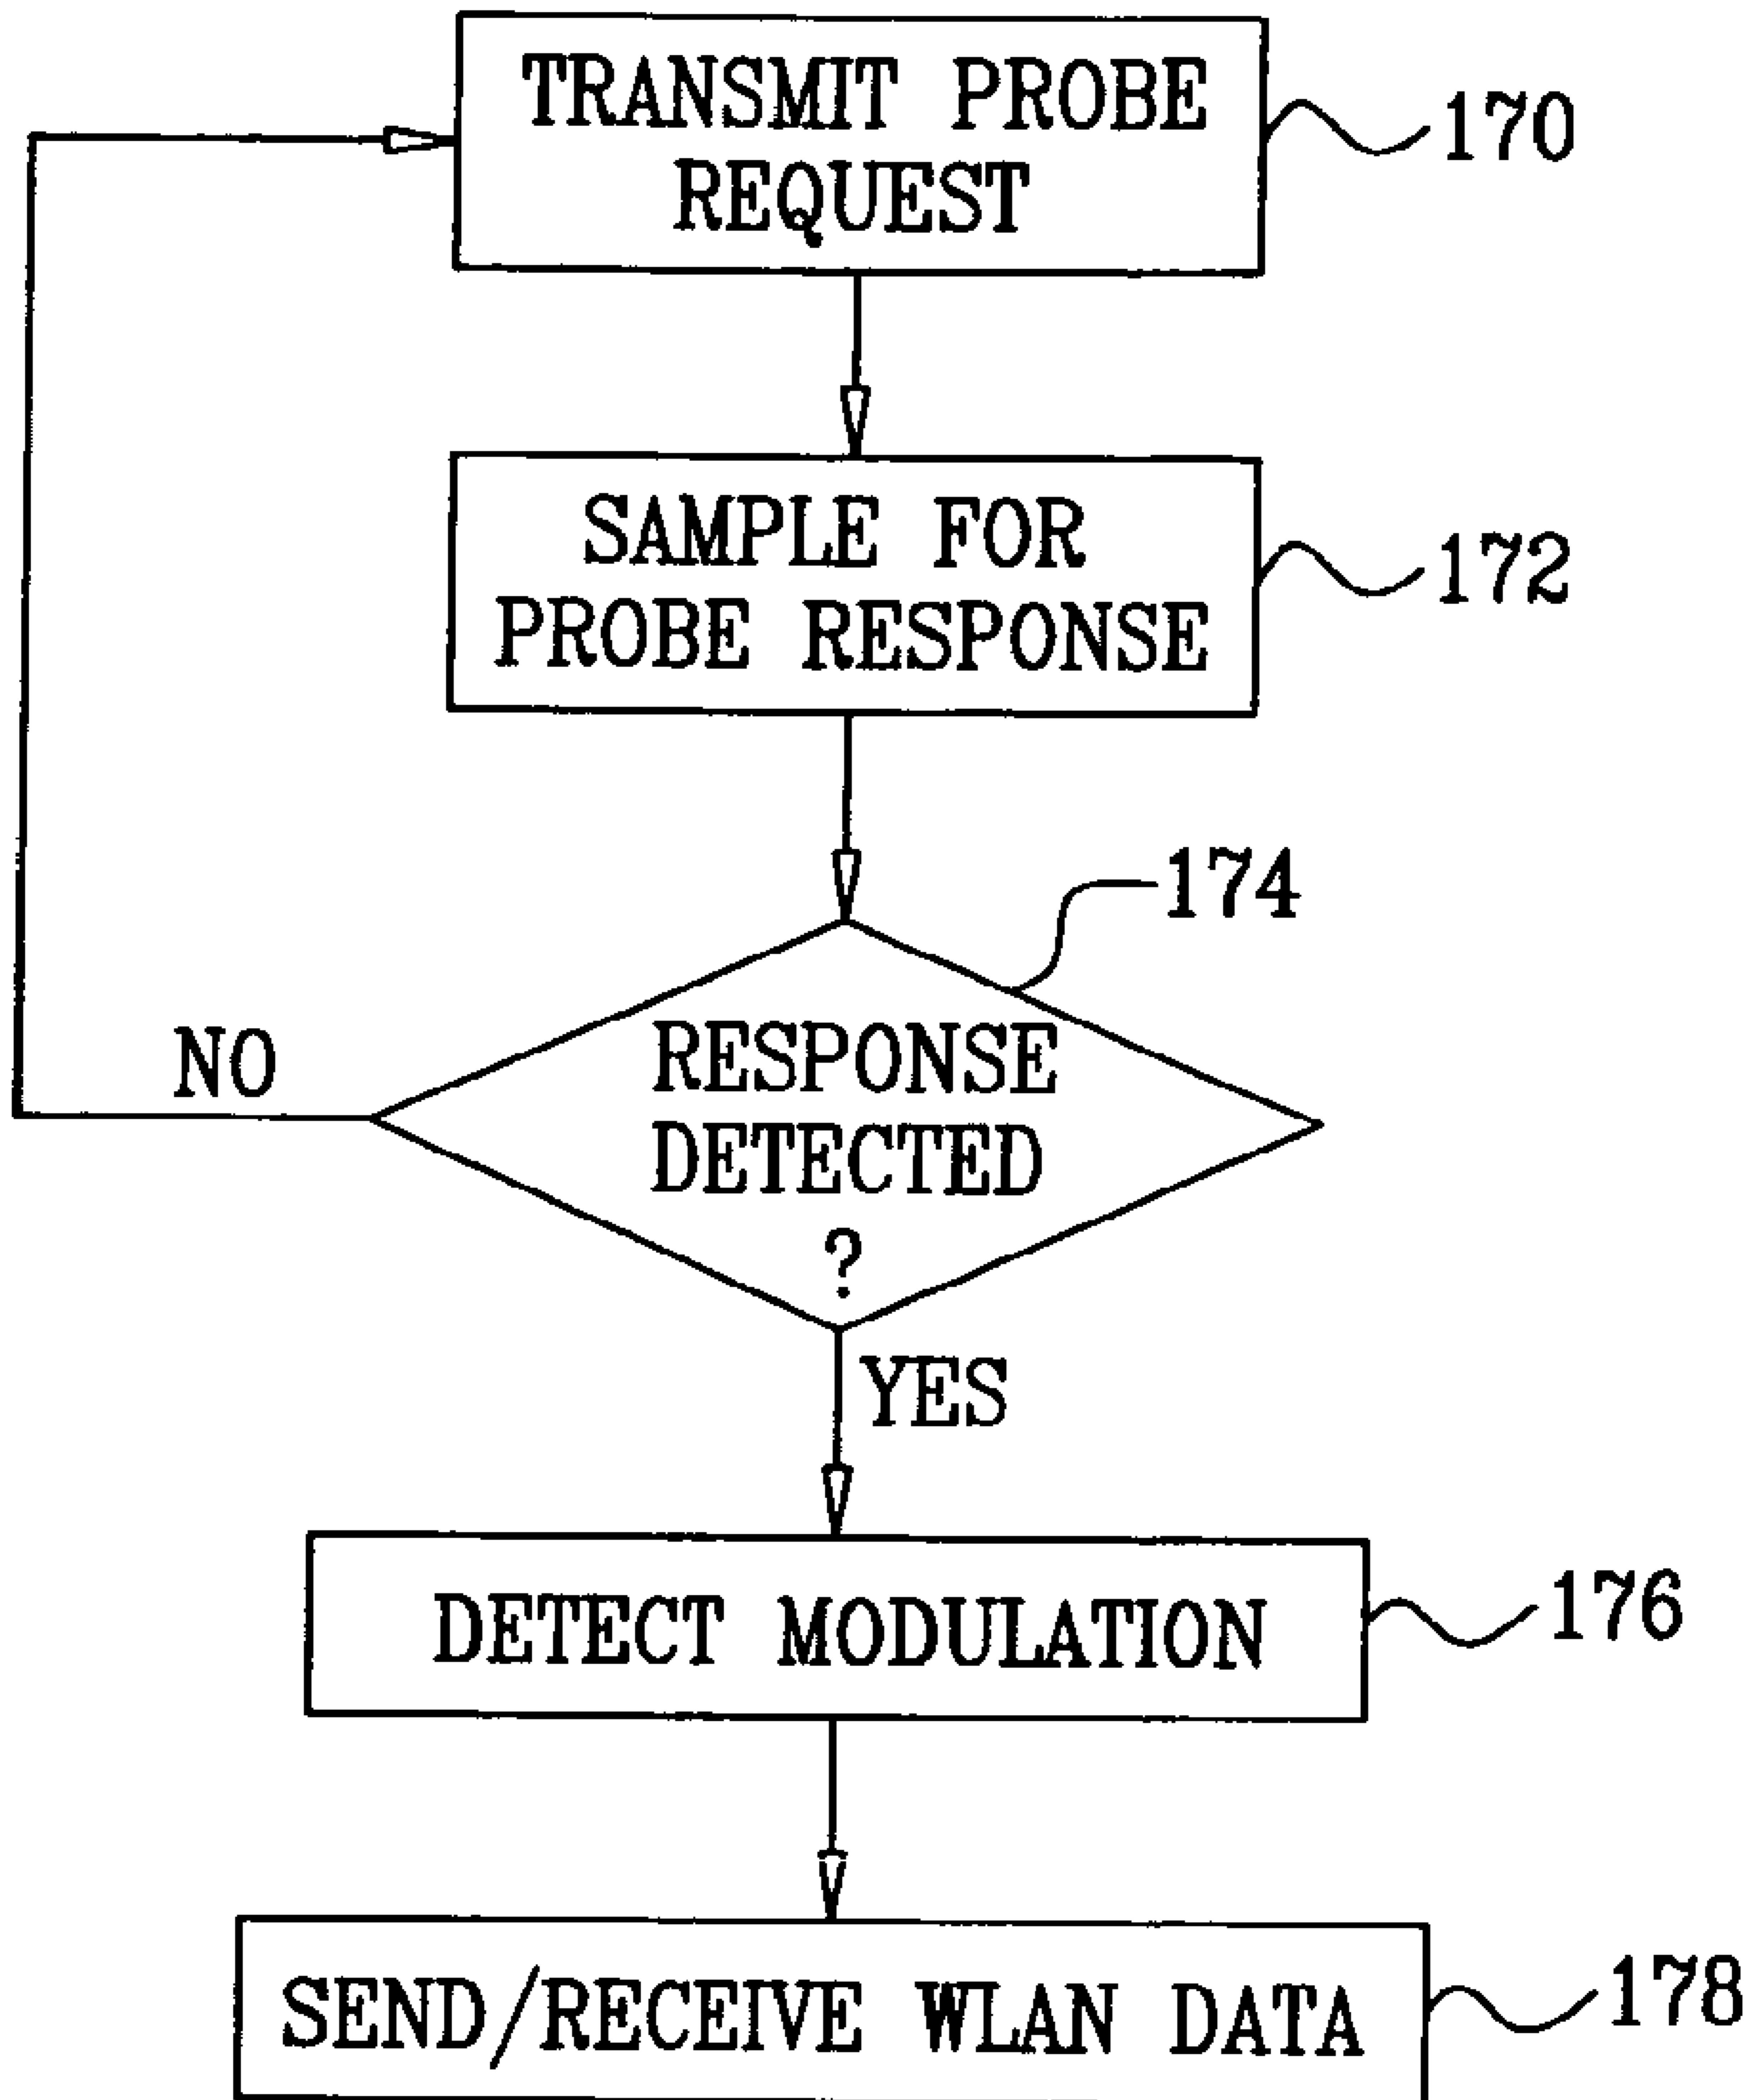 TRANSMIT PROBE
REQUEST
170
SAMPLE FOR
PROBE RESPONSE
172
174
RESPONSE
DETECTED
?
NO
YES
DETECT MODULATION
176
SEND/RECEIVE WLAN DATA
178